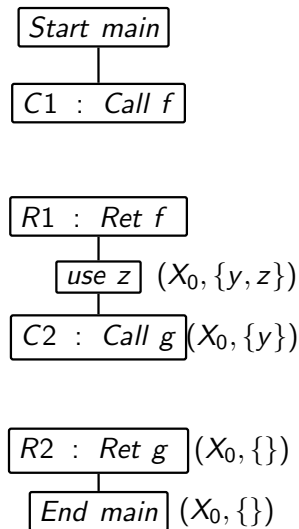 Start main
C1 : Call f
R1 : Ret f
use z (X₀, {y, z})
C2 : Call g (X₀, {y})
R2 : Ret g (X₀, {})
End main (X₀, {})